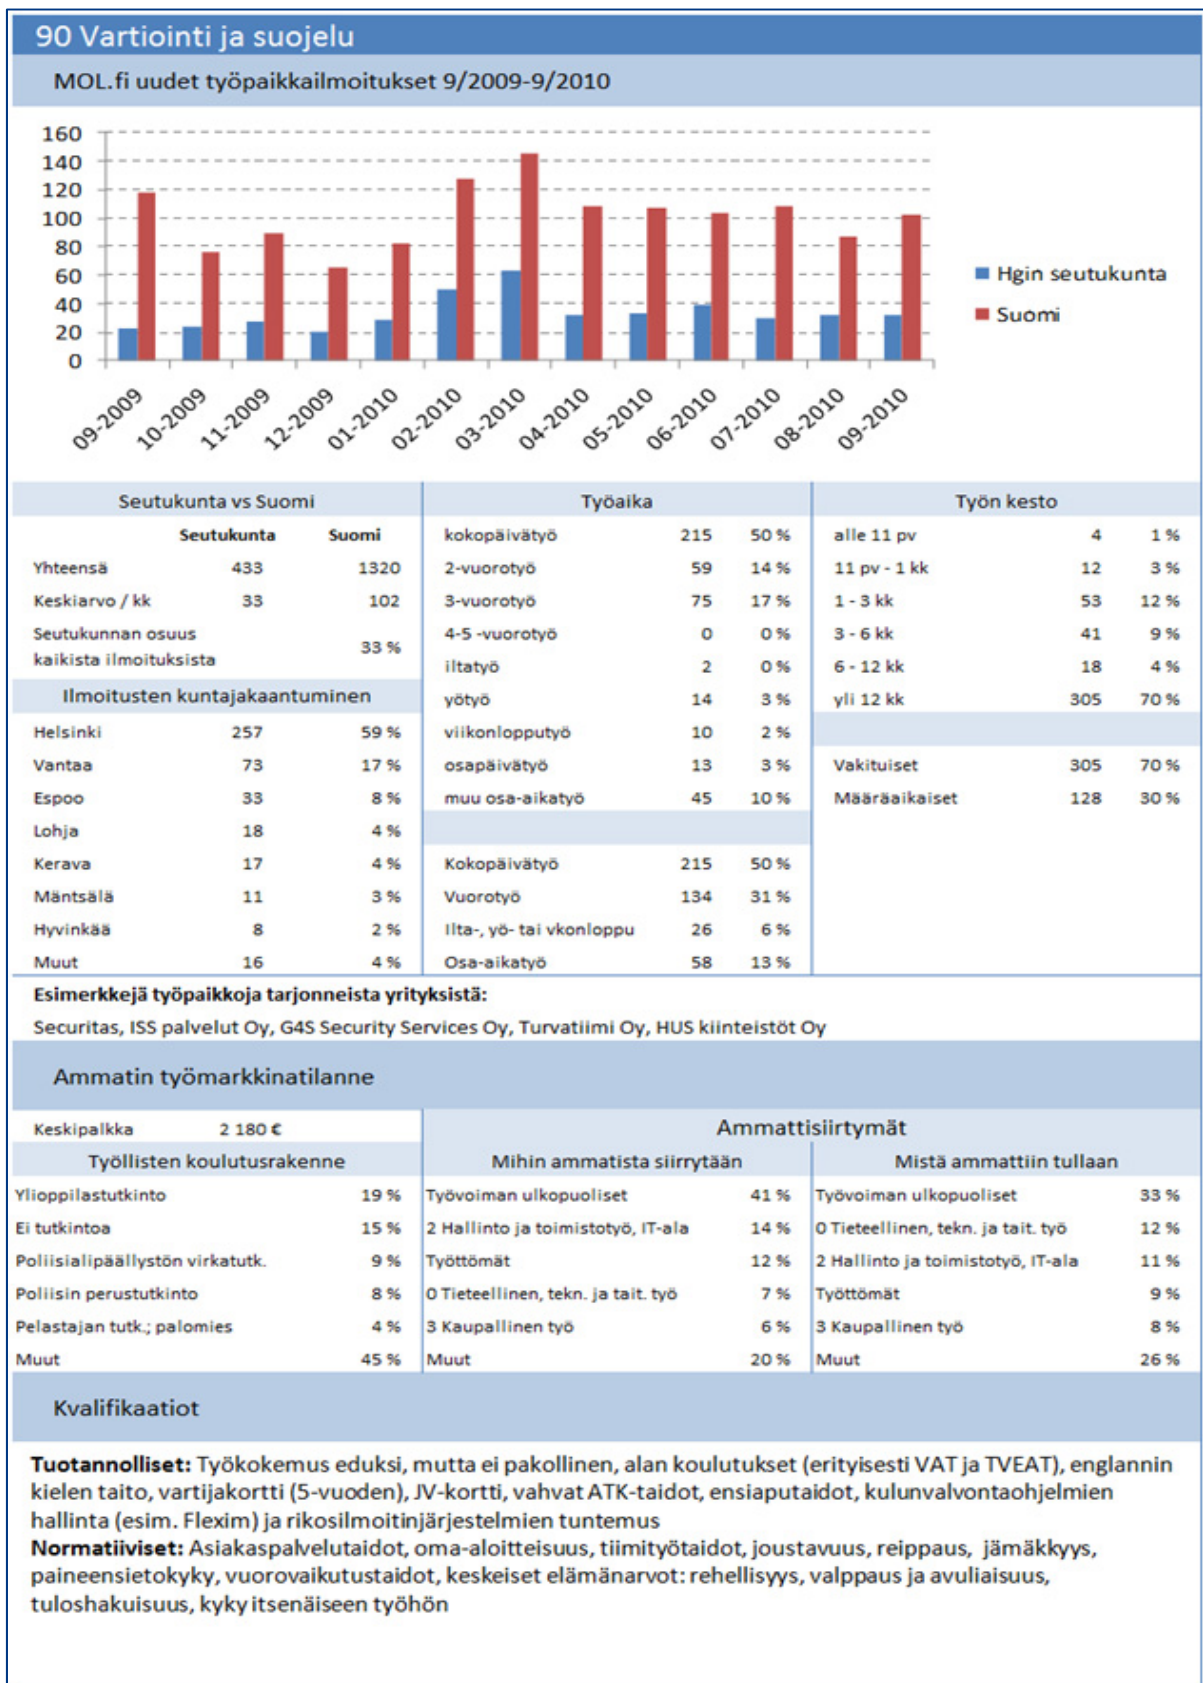 90 Vartiointi ja suojelu
MOL.fi uudet työpaikkailmoitukset 9/2009-9/2010
160
140
120
100
80
60
40
20
0
09-2009
10-2009
11-2009
12-2009
01-2010
02-2010
03-2010
04-2010
05-2010
06-2010
07-2010
08-2010
09-2010
Hgin seutukunta
Suomi
Seutukunta vs Suomi
Seutukunta Suomi
Yhteensä 433 1320
Keskiarvo / kk 33 102
Seutukunnan osuus
kaikista ilmoituksista 33 %
Ilmoitusten kuntajakaantuminen
Helsinki 257 59 %
Vantaa 73 17 %
Espoo 33 8 %
Lohja 18 4 %
Kerava 17 4 %
Mäntsälä 11 3 %
Hyvinkää 8 2 %
Muut 16 4 %
Työaika
kokopäivätyö 215 50 %
2-vuorotyö 59 14 %
3-vuorotyö 75 17 %
4-5 -vuorotyö 0 0 %
iltatyö 2 0 %
yötyö 14 3 %
viikonlopputyö 10 2 %
osapäivätyö 13 3 %
muu osa-aikatyö 45 10 %
Kokopäivätyö 215 50 %
Vuorotyö 134 31 %
Ilta-, yö- tai vkonloppu 26 6 %
Osa-aikatyö 58 13 %
Työn kesto
alle 11 pv 4 1 %
11 pv - 1 kk 12 3 %
1 - 3 kk 53 12 %
3 - 6 kk 41 9 %
6 - 12 kk 18 4 %
yli 12 kk 305 70 %
Vakituiset 305 70 %
Määräaikaiset 128 30 %
Esimerkkejä työpaikkoja tarjonneista yrityksistä:
Securitas, ISS palvelut Oy, G4S Security Services Oy, Turvatiimi Oy, HUS kiinteistöt Oy
Ammatin työmarkkinatilanne
Keskipalkka 2 180 €
Työllisten koulutusrakenne
Ylioppilastutkinto 19 %
Ei tutkintoa 15 %
Poliisialipäällystön virkatutk. 9 %
Poliisin perustutkinto 8 %
Pelastajan tutk.; palomies 4 %
Muut 45 %
Ammattisiirtymät
Mihin ammatista siirrytään
Työvoiman ulkopuoliset 41 %
2 Hallinto ja toimistotyö, IT-ala 14 %
Työttömät 12 %
0 Tieteellinen, tekn. ja tait. työ 7 %
3 Kaupallinen työ 6 %
Muut 20 %
Mistä ammattiin tullaan
Työvoiman ulkopuoliset 33 %
0 Tieteellinen, tekn. ja tait. työ 12 %
2 Hallinto ja toimistotyö, IT-ala 11 %
Työttömät 9 %
3 Kaupallinen työ 8 %
Muut 26 %
Kvalifikaatiot
Tuotannolliset: Työkokemus eduksi, mutta ei pakollinen, alan koulutukset (erityisesti VAT ja TVEAT), englannin
kielen taito, vartijakortti (5-vuoden), JV-kortti, vahvat ATK-taidot, ensiaputaidot, kulunvalvontaohjelmien
hallinta (esim. Flexim) ja rikosilmoitinjärjestelmien tuntemus
Normatiiviset: Asiakaspalvelutaidot, oma-aloitteisuus, tiimityötaidot, joustavuus, reippaus, jämäkkyys,
paineensietokyky, vuorovaikutustaidot, keskeiset elämänarvot: rehellisyys, valppaus ja avuliaisuus,
tuloshakuisuus, kyky itsenäiseen työhön